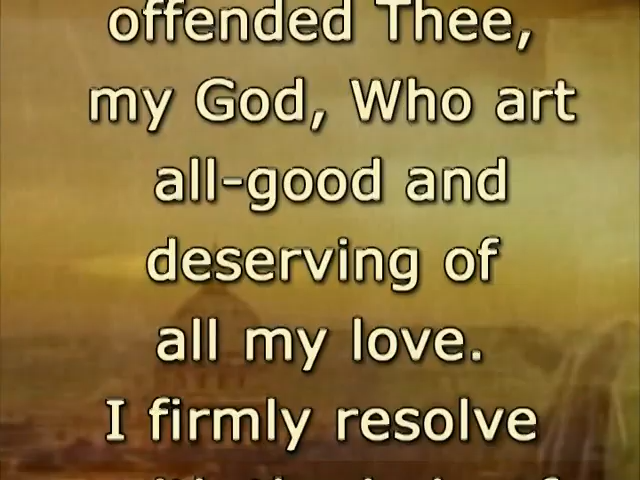 offended Thee,
my God, Who art
all-good and
deserving of
all my love.
I firmly resolve